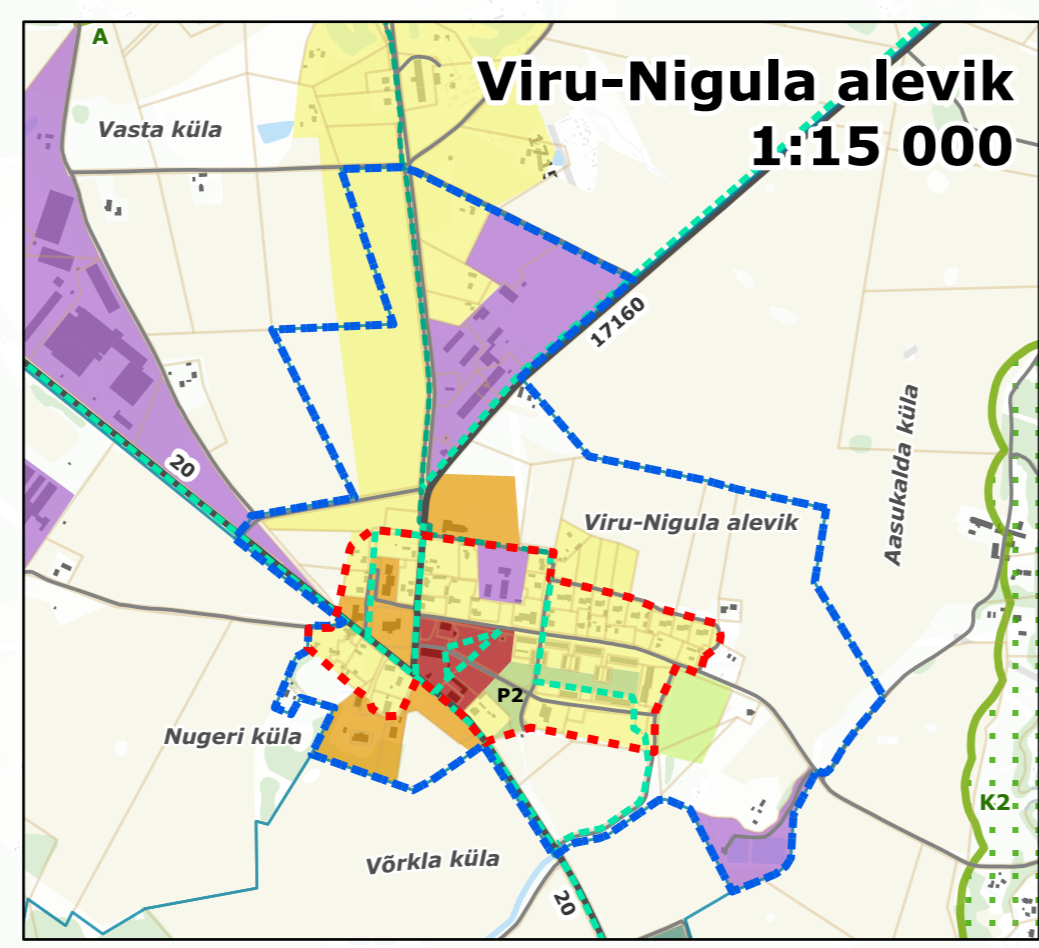 A
Viru-Nigula alevik
1:15 000
Vasta küla
17160
20
Aasukalda küla
Viru-Nigula alevik
P2
Nugeri küla
K2
Võrkla küla
20